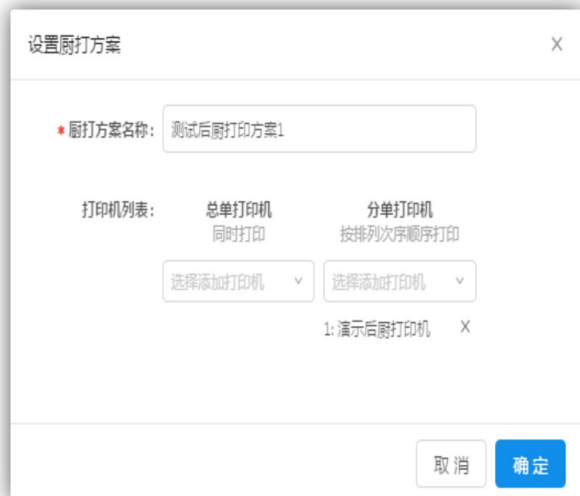 设置厨打方案 X
* 厨打方案名称: 测试后厨打印方案1
打印机列表: 总单打印机 分单打印机
同时打印 按排列次序顺序打印
选择添加打印机 选择添加打印机
1: 演示后厨打印机 X
取消 确定